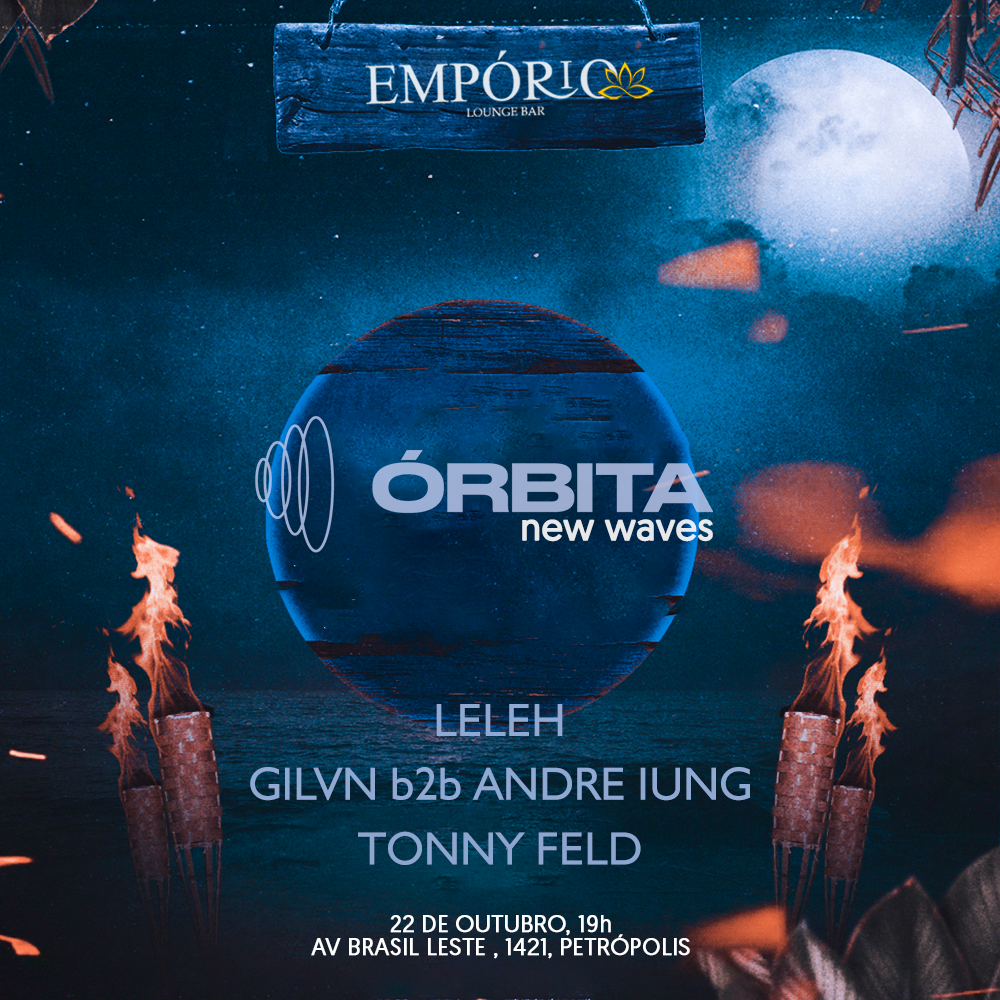 EMPÓRIO
LOUNGE BAR
ÓRBITA
new waves
LELEH
GILVN b2b ANDRE IUNG
TONNY FELD
22 DE OUTUBRO, 19h
AV BRASIL LESTE , 1421, PETRÓPOLIS